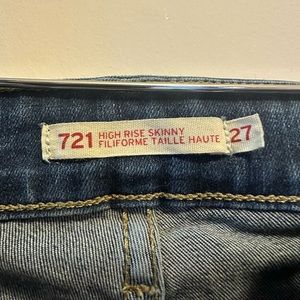 721 HIGH RISE SKINNY
FILIFORME TAILLE HAUTE
27